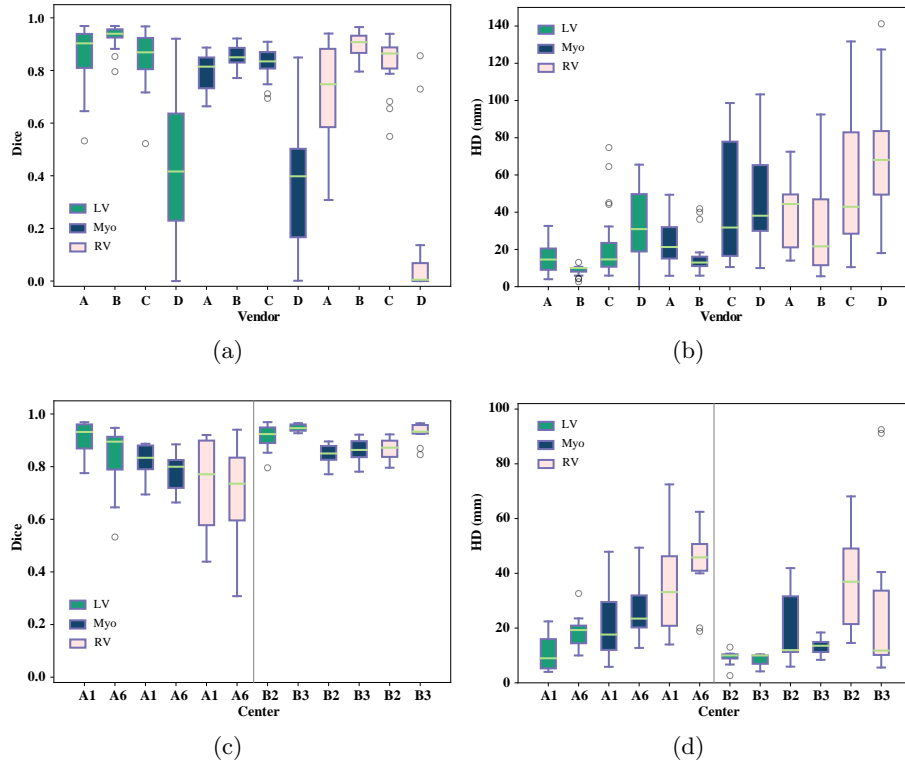 1.0
0.8
0.6
0.4
0.2
0.0
Dice
LV
Myo
RV
A B C D A B C D A B C D
Vendor
(a)
140
120
100
80
60
40
20
0
HD (mm)
LV
Myo
RV
A B C D A B C D A B C D
Vendor
(b)
1.0
0.8
0.6
0.4
0.2
0.0
Dice
LV
Myo
RV
A1 A6 A1 A6 A1 A6 B2 B3 B2 B3 B2 B3
Center
(c)
100
80
60
40
20
0
HD (mm)
LV
Myo
RV
A1 A6 A1 A6 A1 A6 B2 B3 B2 B3 B2 B3
Center
(d)